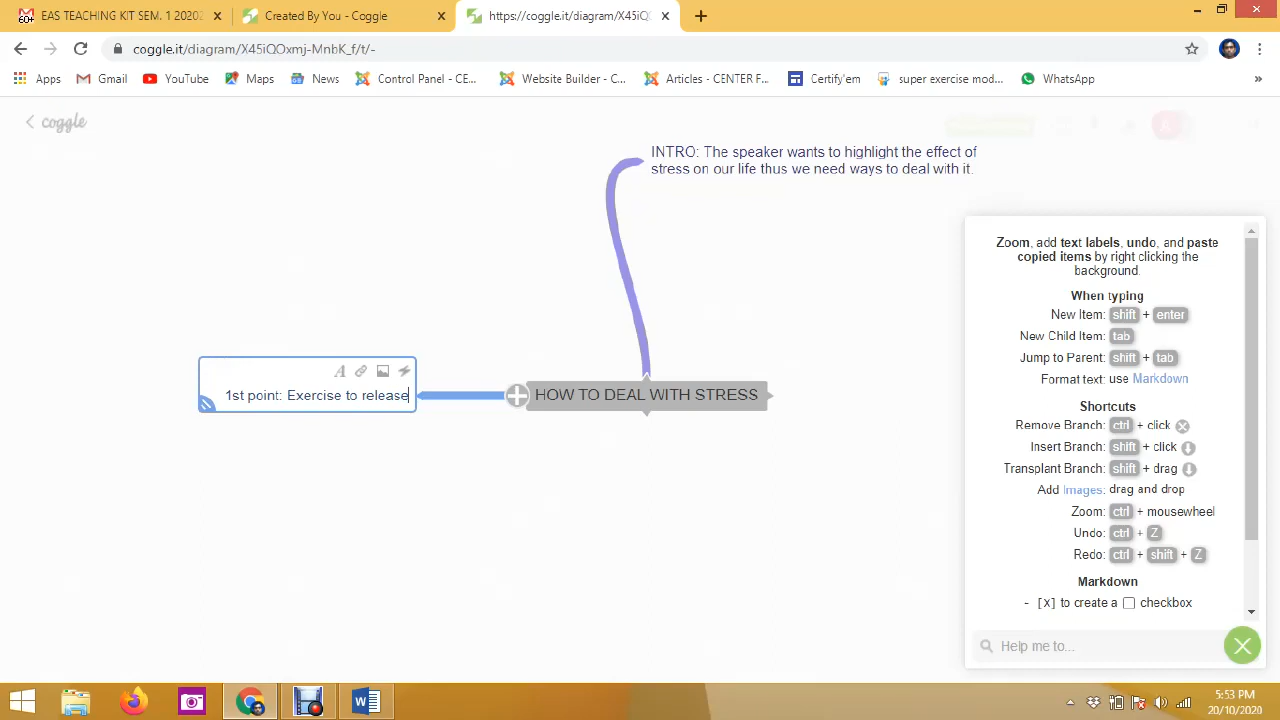 EAS TEACHING KIT SEM. 1 20202
Created By You - Coggle
https://coggle.it/diagram/X45iQO
coggle.it/diagram/X45iQOxmj-MnbK_f/t/-
Apps
Gmail
YouTube
Maps
News
Control Panel - CE...
Website Builder - C...
Articles - CENTER F...
Certify'em
super exercise mod...
WhatsApp
»
coggle
INTRO: The speaker wants to highlight the effect of
stress on our life thus we need ways to deal with it.
1st point: Exercise to release
HOW TO DEAL WITH STRESS
Zoom, add text labels, undo, and paste
copied items by right clicking the
background.
When typing
New Item: shift + enter
New Child Item: tab
Jump to Parent: shift + tab
Format text: use Markdown
Shortcuts
Remove Branch: ctrl + click
Insert Branch: shift + click
Transplant Branch: shift + drag
Add Images: drag and drop
Zoom: ctrl + mousewheel
Undo: ctrl + Z
Redo: ctrl + shift + Z
Markdown
- [X] to create a checkbox
Help me to...
5:53 PM
20/10/2020